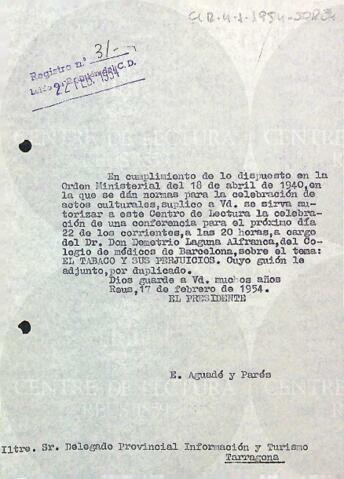 Registro n.º 31/-
22 FEB. 1954
En cumplimiento de lo dispuesto en la
Orden Ministerial del 18 de abril de 1940,en
la que se dán normas para la celebración de
actos culturales,suplico a Vd. se sirva au-
torizar a este Centro de Lectura la celebra-
ción de una conferencia para el próximo día
22 de los corrientes,a las 20 horas,a cargo
del Dr. Don Demetrio Laguna Alfranca,del Co-
legio de médicos de Barcelona,sobre el tema:
EL TABACO Y SUS PERJUICIOS. Cuyo guión le
adjunto,por duplicado.
Dios guarde a Vd. muchos años
Reus,17 de febrero de 1954.
EL PRESIDENTE
E. Aguadé y Parés
Iltre. Sr. Delegado Provincial Información y Turismo
Tarragona
CENTRE DE LECTURA
REUS 1859